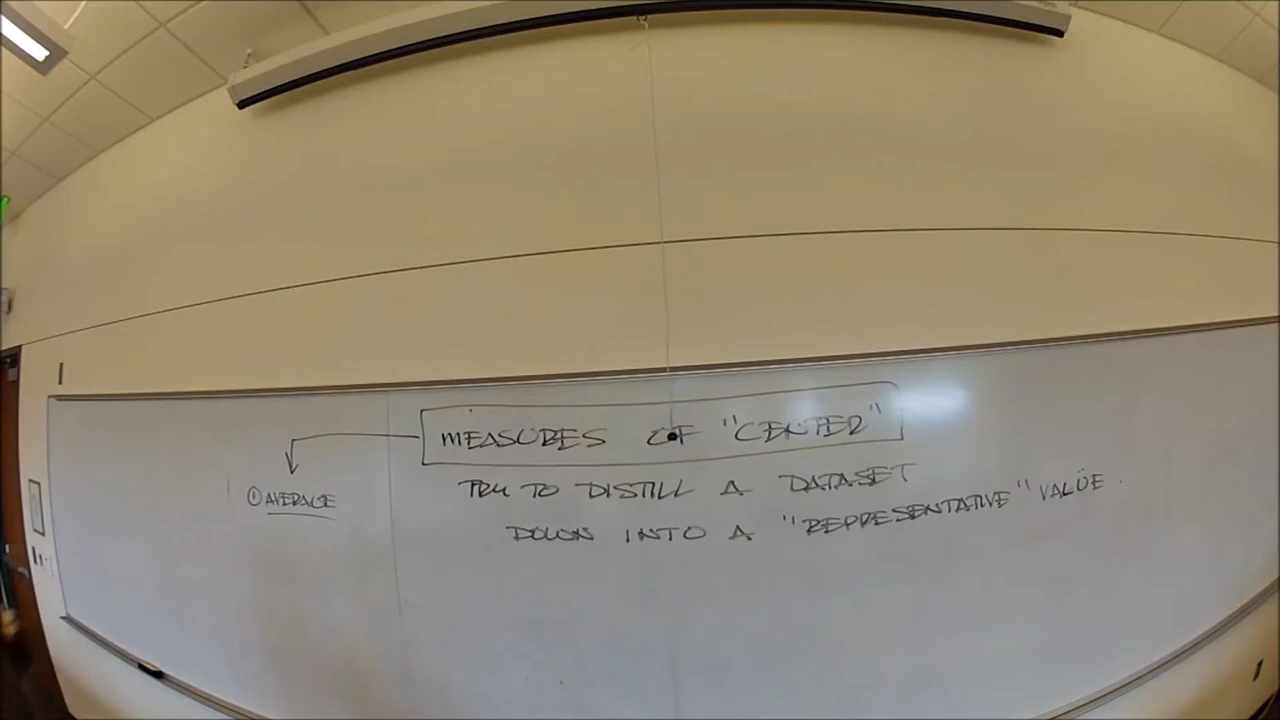 MEASURES OF "CENTER"
TRY TO DISTILL A DATASET
DOWN INTO A "REPRESENTATIVE" VALUE.
① AVERAGE